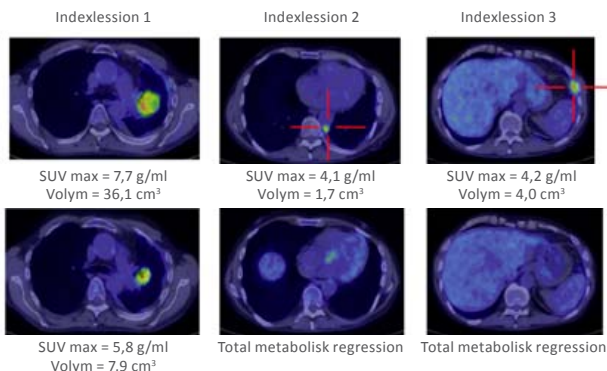 Indexlession 1
Indexlession 2
Indexlession 3
SUV max = 7,7 g/ml
Volym = 36,1 cm³
SUV max = 4,1 g/ml
Volym = 1,7 cm³
SUV max = 4,2 g/ml
Volym = 4,0 cm³
SUV max = 5,8 g/ml
Volym = 7,9 cm³
Total metabolisk regression
Total metabolisk regression